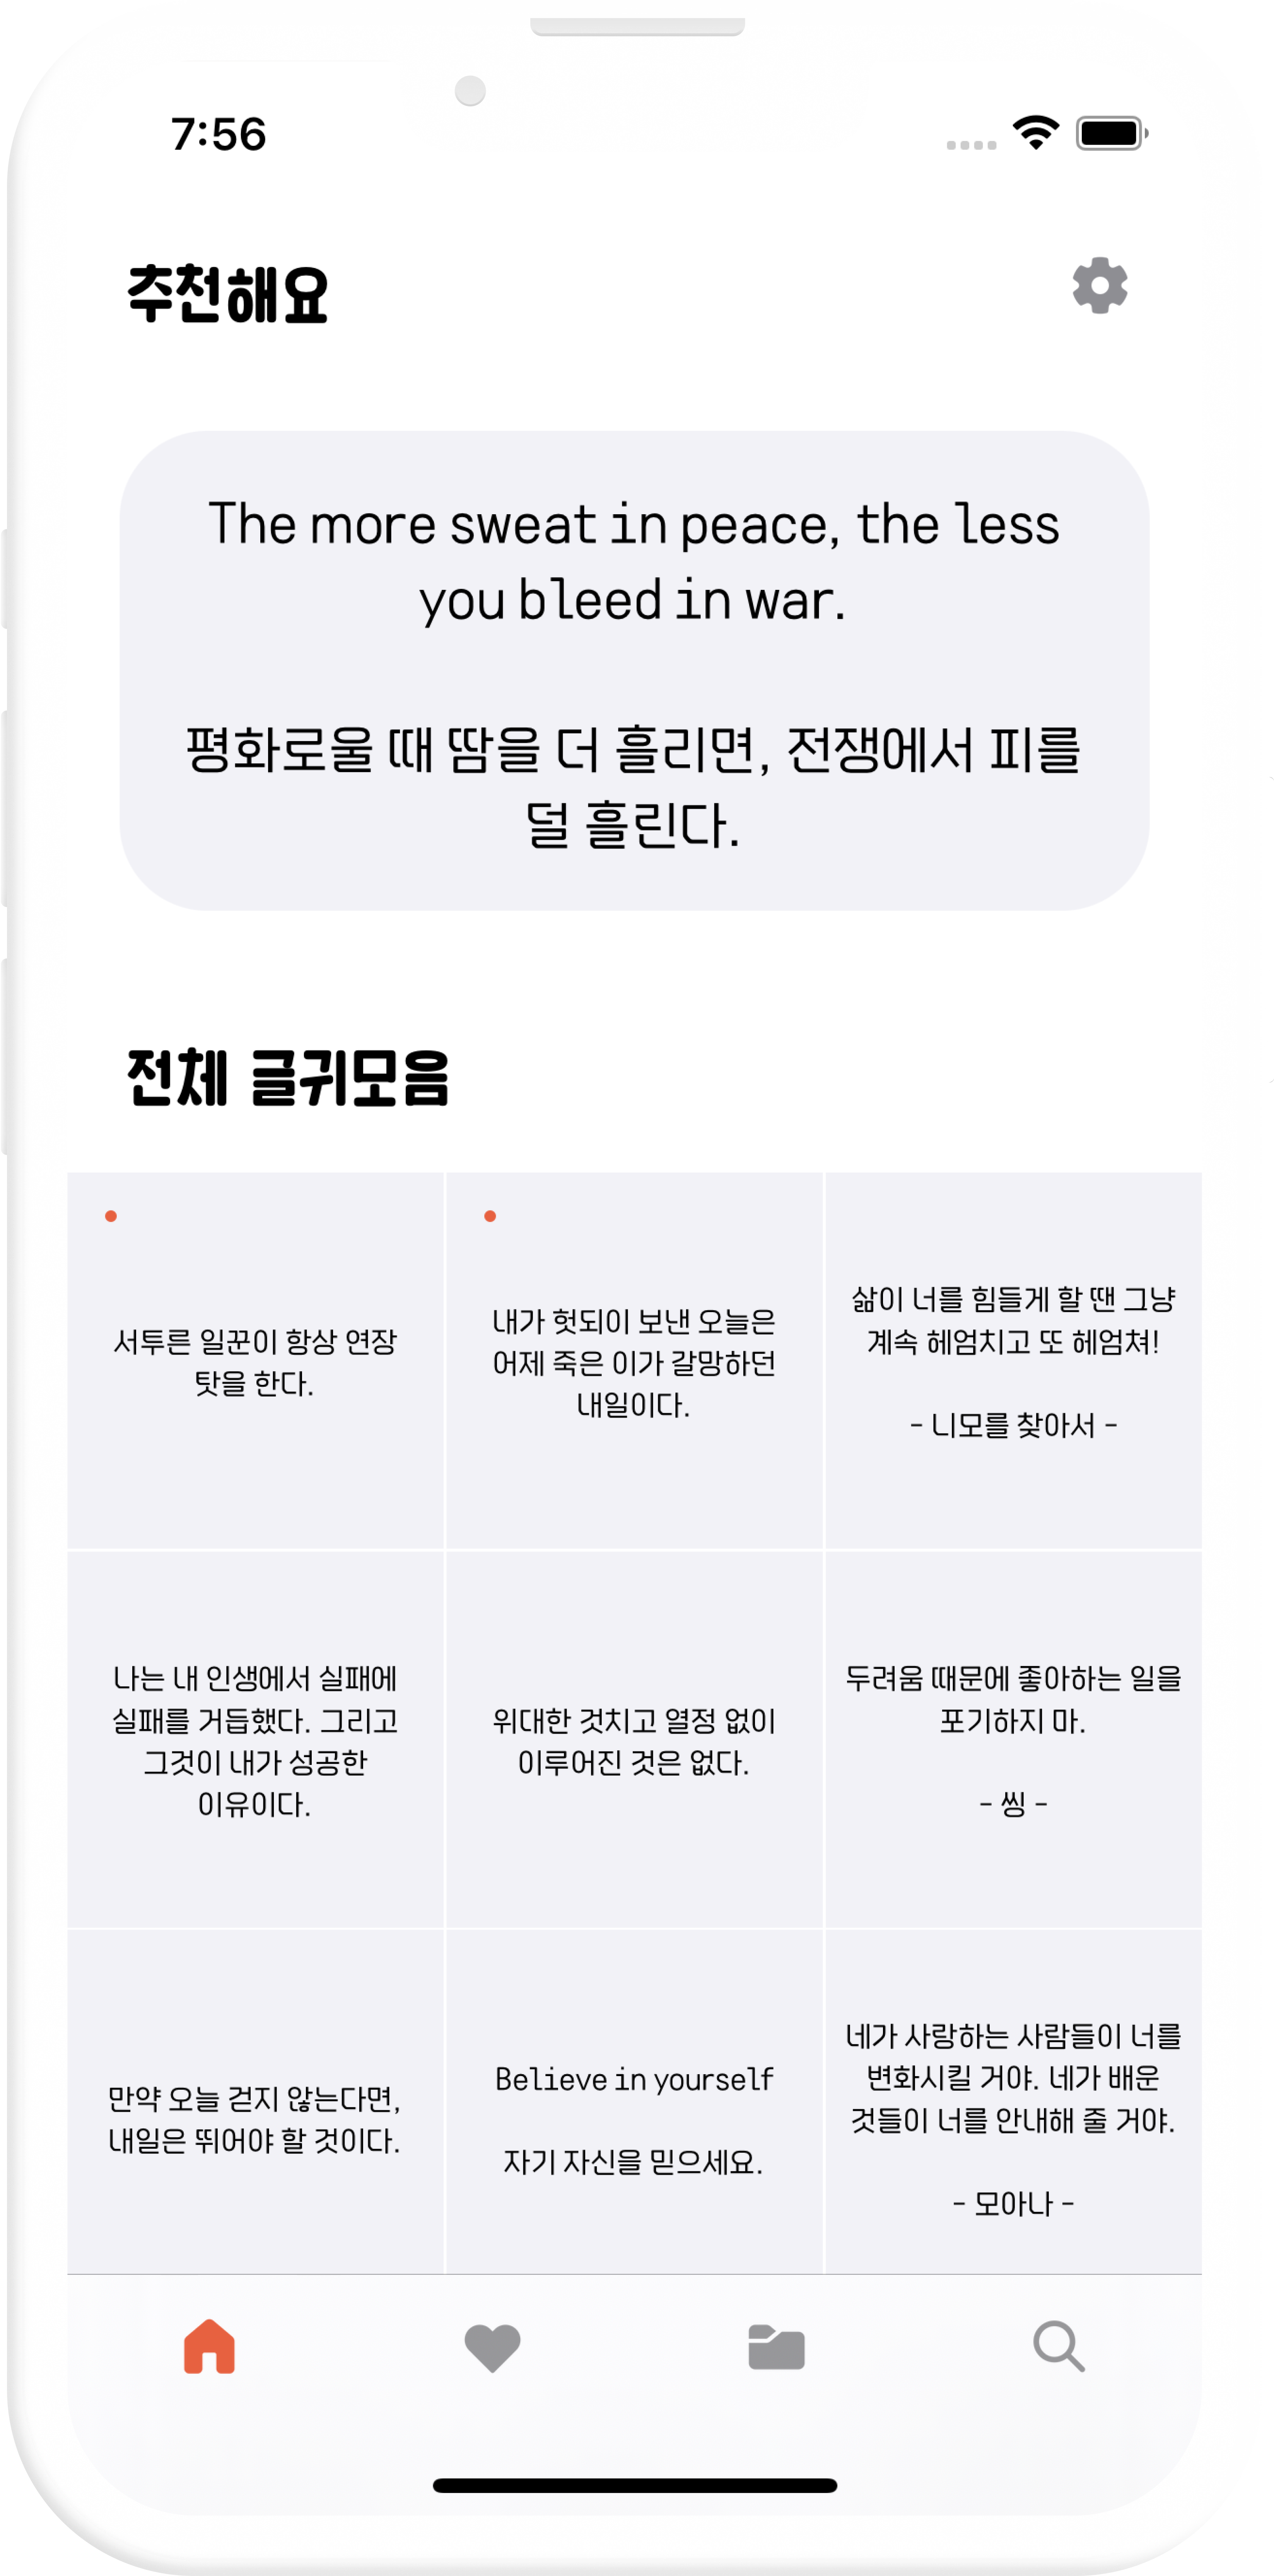 7:56
추천해요
The more sweat in peace, the less
you bleed in war.
평화로울 때 땀을 더 흘리면, 전쟁에서 피를
덜 흘린다.
전체 글귀모음
서투른 일꾼이 항상 연장
탓을 한다.
내가 헛되이 보낸 오늘은
어제 죽은 이가 갈망하던
내일이다.
삶이 너를 힘들게 할 땐 그냥
계속 헤엄치고 또 헤엄쳐!
- 니모를 찾아서 -
나는 내 인생에서 실패에
실패를 거듭했다. 그리고
그것이 내가 성공한
이유이다.
위대한 것치고 열정 없이
이루어진 것은 없다.
두려움 때문에 좋아하는 일을
포기하지 마.
- 씽 -
만약 오늘 걷지 않는다면,
내일은 뛰어야 할 것이다.
Believe in yourself
자기 자신을 믿으세요.
네가 사랑하는 사람들이 너를
변화시킬 거야. 네가 배운
것들이 너를 안내해 줄 거야.
- 모아나 -